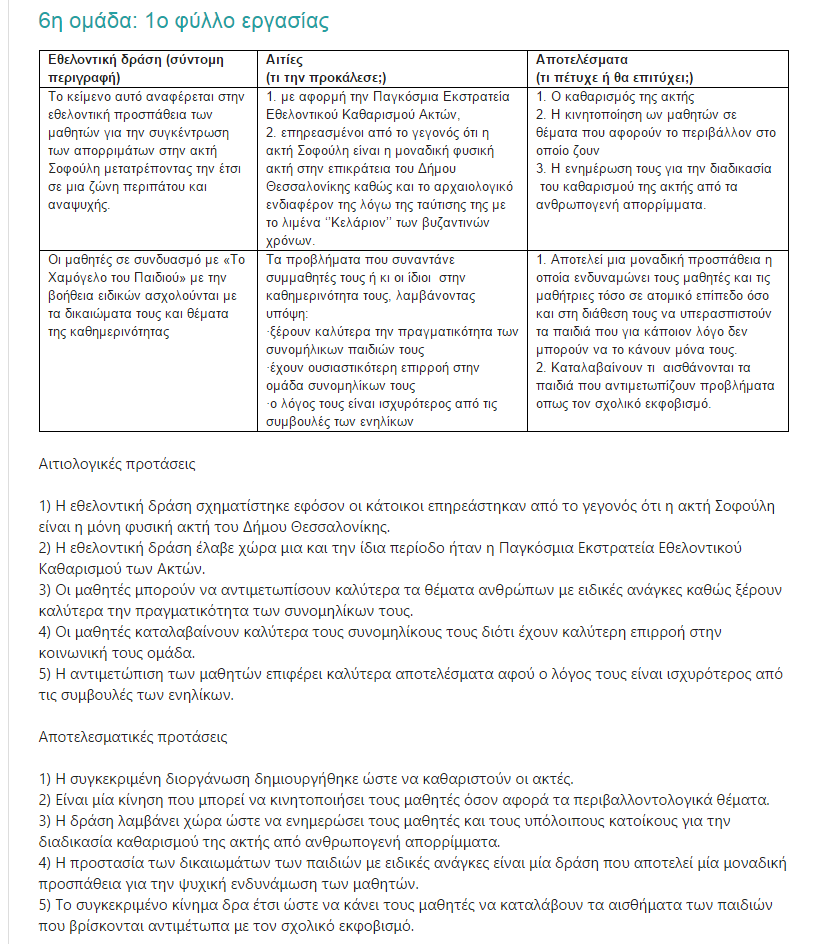 6η ομάδα: 1ο φύλλο εργασίας
Εθελοντική δράση (σύντομη
περιγραφή)
Αιτίες
(τι την προκάλεσε;)
Αποτελέσματα
(τι πέτυχε ή θα επιτύχει;)
Το κείμενο αυτό αναφέρεται στην
εθελοντική προσπάθεια των
μαθητών για την συγκέντρωση
των απορριμάτων στην ακτή
Σοφούλη μετατρέποντας την έτσι
σε μια ζώνη περιπάτου και
αναψυχής.
1. με αφορμή την Παγκόσμια Εκστρατεία
Εθελοντικού Καθαρισμού Ακτών,
2. επηρεασμένοι από το γεγονός ότι η
ακτή Σοφούλη είναι η μοναδική φυσική
ακτή στην επικράτεια του Δήμου
Θεσσαλονίκης καθώς και το αρχαιολογικό
ενδιαφέρον της λόγω της ταύτισης της με
το λιμένα ‘’Κελάριον’’ των βυζαντινών
χρόνων.
1. Ο καθαρισμός της ακτής
2. Η κινητοποίηση ων μαθητών σε
θέματα που αφορούν το περιβάλλον στο
οποίο ζουν
3. Η ενημέρωση τους για την διαδικασία
του καθαρισμού της ακτής από τα
ανθρωπογενή απορρίμματα.
Οι μαθητές σε συνδυασμό με «Το
Χαμόγελο του Παιδιού» με την
βοήθεια ειδικών ασχολούνται με
τα δικαιώματα τους και θέματα
της καθημερινότητας
Τα προβλήματα που συναντάνε
συμμαθητές τους ή κι οι ίδιοι στην
καθημερινότητα τους, λαμβάνοντας
υπόψη:
·ξέρουν καλύτερα την πραγματικότητα των
συνομήλικων παιδιών τους
·έχουν ουσιαστικότερη επιρροή στην
ομάδα συνομηλίκων τους
·ο λόγος τους είναι ισχυρότερος από τις
συμβουλές των ενηλίκων
1. Αποτελεί μια μοναδική προσπάθεια η
οποία ενδυναμώνει τους μαθητές και τις
μαθήτριες τόσο σε ατομικό επίπεδο όσο
και στη διάθεση τους να υπερασπιστούν
τα παιδιά που για κάποιον λόγο δεν
μπορούν να το κάνουν μόνα τους.
2. Καταλαβαίνουν τι αισθάνονται τα
παιδιά που αντιμετωπίζουν προβλήματα
οπως τον σχολικό εκφοβισμό.
Αιτιολογικές προτάσεις
1) Η εθελοντική δράση σχηματίστηκε εφόσον οι κάτοικοι επηρεάστηκαν από το γεγονός ότι η ακτή Σοφούλη
είναι η μόνη φυσική ακτή του Δήμου Θεσσαλονίκης.
2) Η εθελοντική δράση έλαβε χώρα μια και την ίδια περίοδο ήταν η Παγκόσμια Εκστρατεία Εθελοντικού
Καθαρισμού των Ακτών.
3) Οι μαθητές μπορούν να αντιμετωπίσουν καλύτερα τα θέματα ανθρώπων με ειδικές ανάγκες καθώς ξέρουν
καλύτερα την πραγματικότητα των συνομηλίκων τους.
4) Οι μαθητές καταλαβαίνουν καλύτερα τους συνομηλίκους τους διότι έχουν καλύτερη επιρροή στην
κοινωνική τους ομάδα.
5) Η αντιμετώπιση των μαθητών επιφέρει καλύτερα αποτελέσματα αφού ο λόγος τους είναι ισχυρότερος από
τις συμβουλές των ενηλίκων.
Αποτελεσματικές προτάσεις
1) Η συγκεκριμένη διοργάνωση δημιουργήθηκε ώστε να καθαριστούν οι ακτές.
2) Είναι μία κίνηση που μπορεί να κινητοποιήσει τους μαθητές όσον αφορά τα περιβαλλοντολογικά θέματα.
3) Η δράση λαμβάνει χώρα ώστε να ενημερώσει τους μαθητές και τους υπόλοιπους κατοίκους για την
διαδικασία καθαρισμού της ακτής από ανθρωπογενή απορρίμματα.
4) Η προστασία των δικαιωμάτων των παιδιών με ειδικές ανάγκες είναι μία δράση που αποτελεί μία μοναδική
προσπάθεια για την ψυχική ενδυνάμωση των μαθητών.
5) Το συγκεκριμένο κίνημα δρα έτσι ώστε να κάνει τους μαθητές να καταλάβουν τα αισθήματα των παιδιών
που βρίσκονται αντιμέτωπα με τον σχολικό εκφοβισμό.